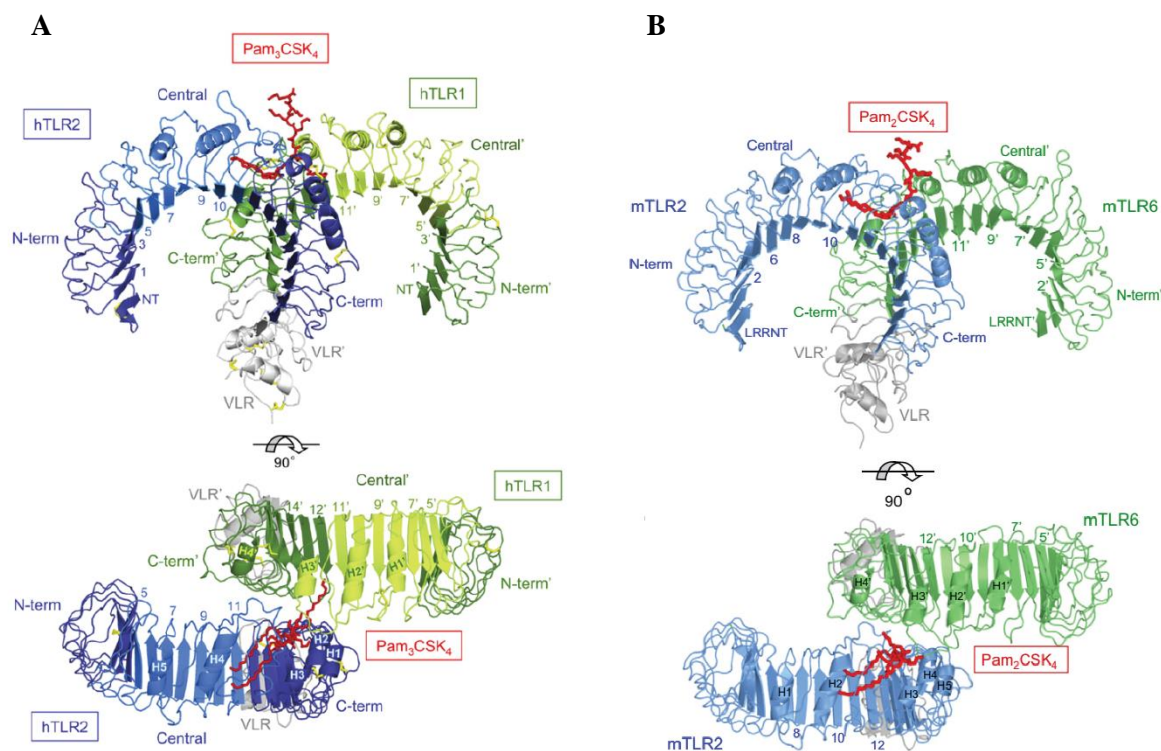 A
Pam₃CSK₄
hTLR2
Central
hTLR1
Central'
N-term
1
3
5
7
9
10
11'
9'
7'
5'
3'
1'
NT
NT
C-term'
C-term
N-term'
VLR'
VLR
90°
VLR'
Central'
hTLR1
14'
12'
11'
9'
7'
5'
C-term'
H4'
H3'
H2'
H1'
N-term'
N-term
5
7
9
11
Pam₃CSK₄
H5
H4
H3
H2
H1
hTLR2
VLR
C-term
Central
B
Pam₂CSK₄
Central
Central'
mTLR2
mTLR6
N-term
2
6
8
10
11'
9'
7'
5'
2'
N-term'
LRRNT
C-term'
C-term
LRRNT'
VLR'
VLR
90°
mTLR6
12'
10'
7'
5'
H4'
H3'
H2'
H1'
Pam₂CSK₄
H1
H2
H3
H4
H5
mTLR2
8
10
12